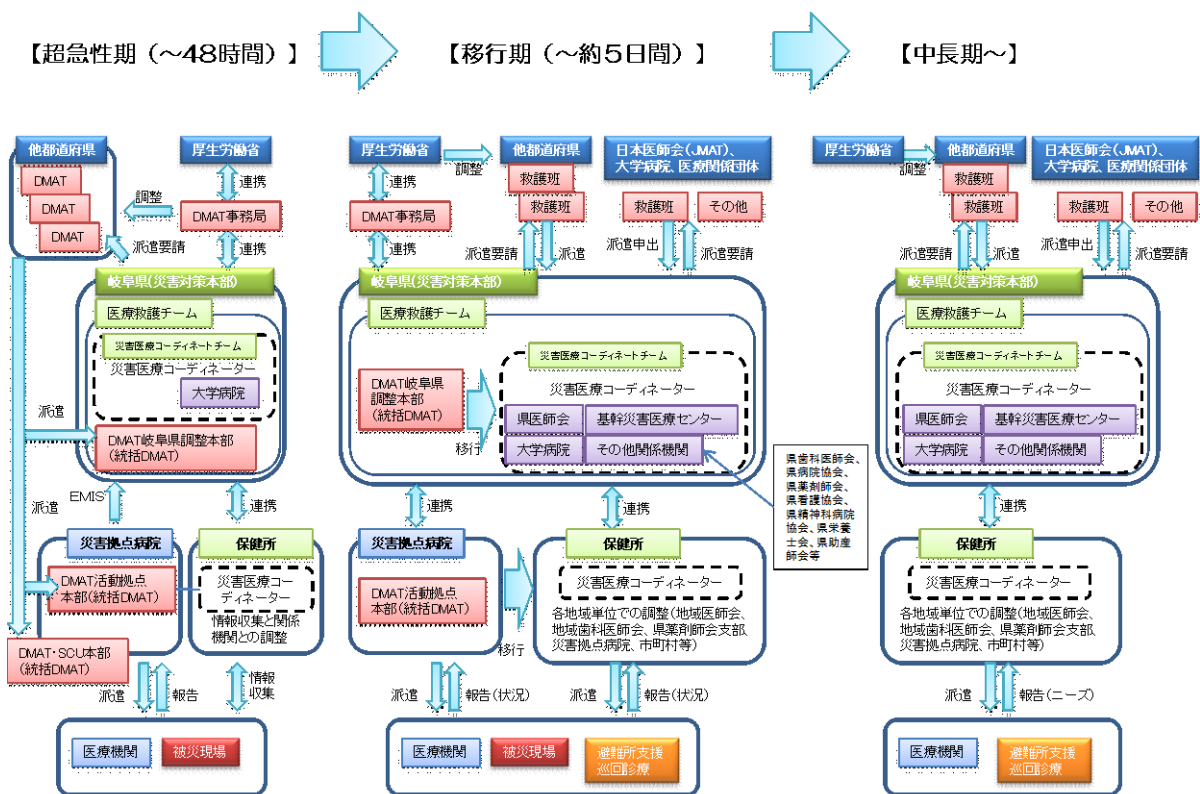 【超急性期（～48時間）】
【移行期（～約5日間）】
【中長期～】
他都道府県
DMAT
DMAT
DMAT
調整
厚生労働省
連携
DMAT事務局
派遣要請
連携
岐阜県(災害対策本部)
医療救護チーム
災害医療コーディネートチーム
災害医療コーディネーター
大学病院
派遣
DMAT岐阜県調整本部
(統括DMAT)
派遣
EMIS
連携
災害拠点病院
DMAT活動拠点
本部(統括DMAT)
保健所
災害医療コー
ディネーター
情報収集と関係
機関との調整
DMAT・SCU本部
(統括DMAT)
派遣
報告
情報
収集
医療機関
被災現場
厚生労働省
調整
連携
DMAT事務局
連携
他都道府県
救護班
救護班
派遣要請
派遣
日本医師会(JMAT)、
大学病院、医療関係団体
救護班
その他
派遣申出
派遣要請
岐阜県(災害対策本部)
医療救護チーム
災害医療コーディネートチーム
災害医療コーディネーター
DMAT岐阜県
調整本部
(統括DMAT)
移行
県医師会
基幹災害医療センター
大学病院
その他関係機関
県歯科医師会、
県病院協会、
県薬剤師会、
県看護協会、
県精神科病院
協会、県栄養
士会、県助産
師会等
連携
連携
災害拠点病院
DMAT活動拠点
本部(統括DMAT)
移行
保健所
災害医療コーディネーター
各地域単位での調整(地域医師会、
地域歯科医師会、県薬剤師会支部、
災害拠点病院、市町村等)
派遣
報告(状況)
派遣
報告(状況)
医療機関
被災現場
避難所支援
巡回診療
厚生労働省
調整
他都道府県
救護班
救護班
派遣要請
派遣
日本医師会(JMAT)、
大学病院、医療関係団体
救護班
その他
派遣申出
派遣要請
岐阜県(災害対策本部)
医療救護チーム
災害医療コーディネートチーム
災害医療コーディネーター
県医師会
基幹災害医療センター
大学病院
その他関係機関
連携
保健所
災害医療コーディネーター
各地域単位での調整(地域医師会、
地域歯科医師会、県薬剤師会支部、
災害拠点病院、市町村等)
派遣
報告(ニーズ)
医療機関
避難所支援
巡回診療